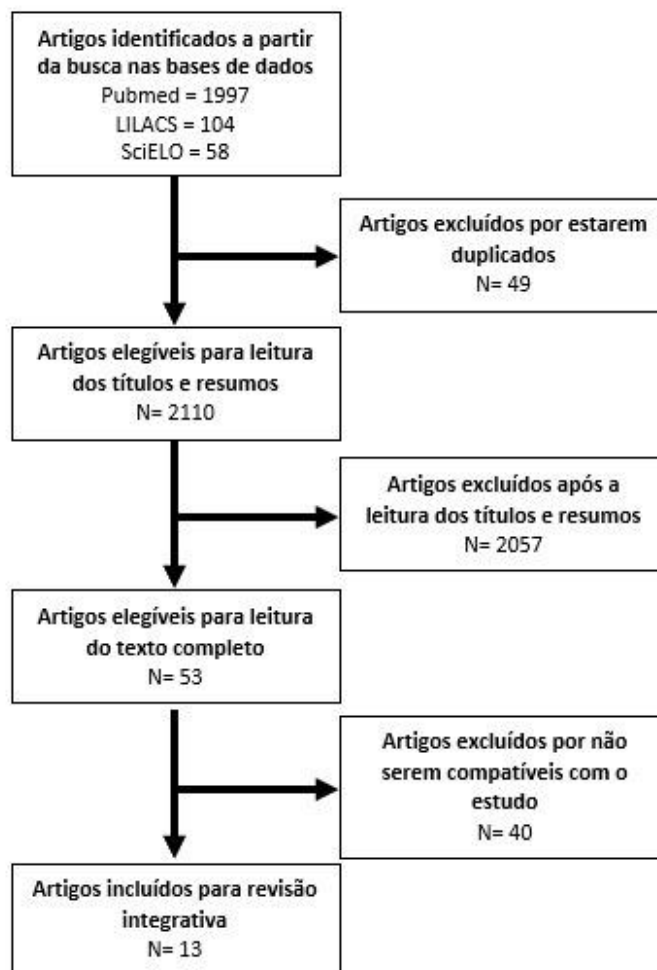 Artigos identificados a partir
da busca nas bases de dados
Pubmed = 1997
LILACS = 104
SciELO = 58
Artigos excluídos por estarem
duplicados
N= 49
Artigos elegíveis para leitura
dos títulos e resumos
N= 2110
Artigos excluídos após a
leitura dos títulos e resumos
N= 2057
Artigos elegíveis para leitura
do texto completo
N= 53
Artigos excluídos por não
serem compatíveis com o
estudo
N= 40
Artigos incluídos para revisão
integrativa
N= 13